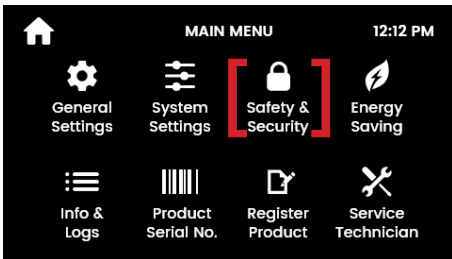 MAIN MENU
12:12 PM
General
Settings
System
Settings
Safety &
Security
Energy
Saving
Info &
Logs
Product
Serial No.
Register
Product
Service
Technician